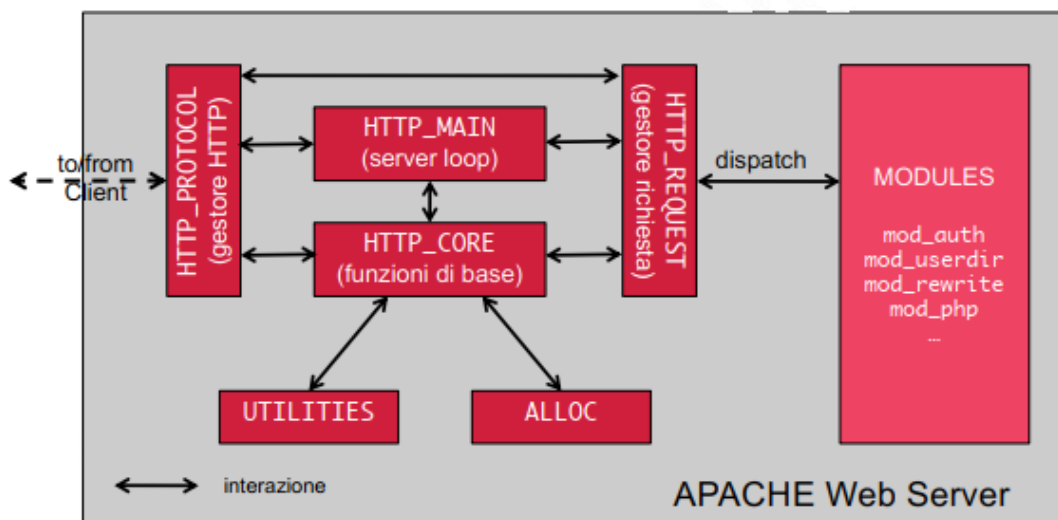 to/from
Client
HTTP_PROTOCOL
(gestore HTTP)
HTTP_MAIN
(server loop)
HTTP_CORE
(funzioni di base)
HTTP_REQUEST
(gestore richiesta)
dispatch
MODULES
mod_auth
mod_userdir
mod_rewrite
mod_php
…
UTILITIES
ALLOC
interazione
APACHE Web Server